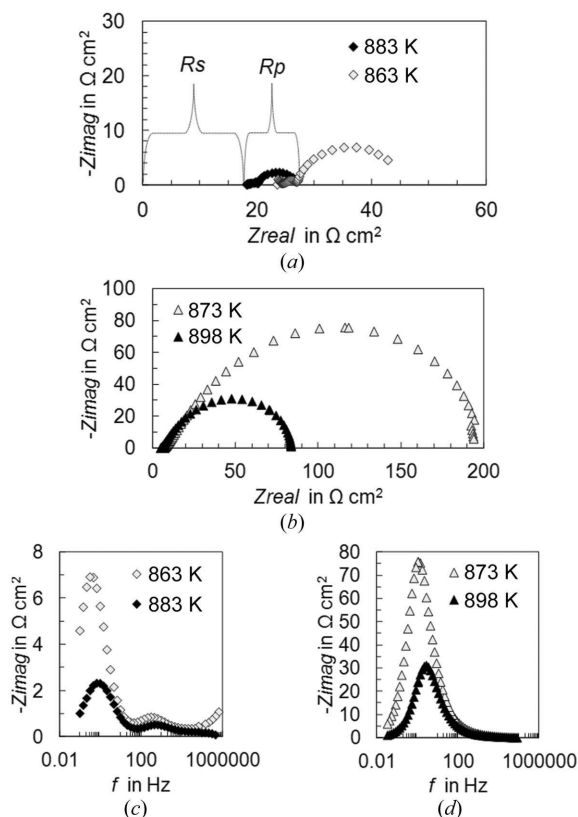 30
20
10
0
-Zimag in Ω cm²
Rs
Rp
883 K
863 K
0
20
40
60
Zreal in Ω cm²
(a)
100
80
60
40
20
0
-Zimag in Ω cm²
873 K
898 K
0
50
100
150
200
Zreal in Ω cm²
(b)
8
6
4
2
0
-Zimag in Ω cm²
863 K
883 K
0.01
100
1000000
f in Hz
(c)
80
70
60
50
40
30
20
10
0
-Zimag in Ω cm²
873 K
898 K
0.01
100
1000000
f in Hz
(d)